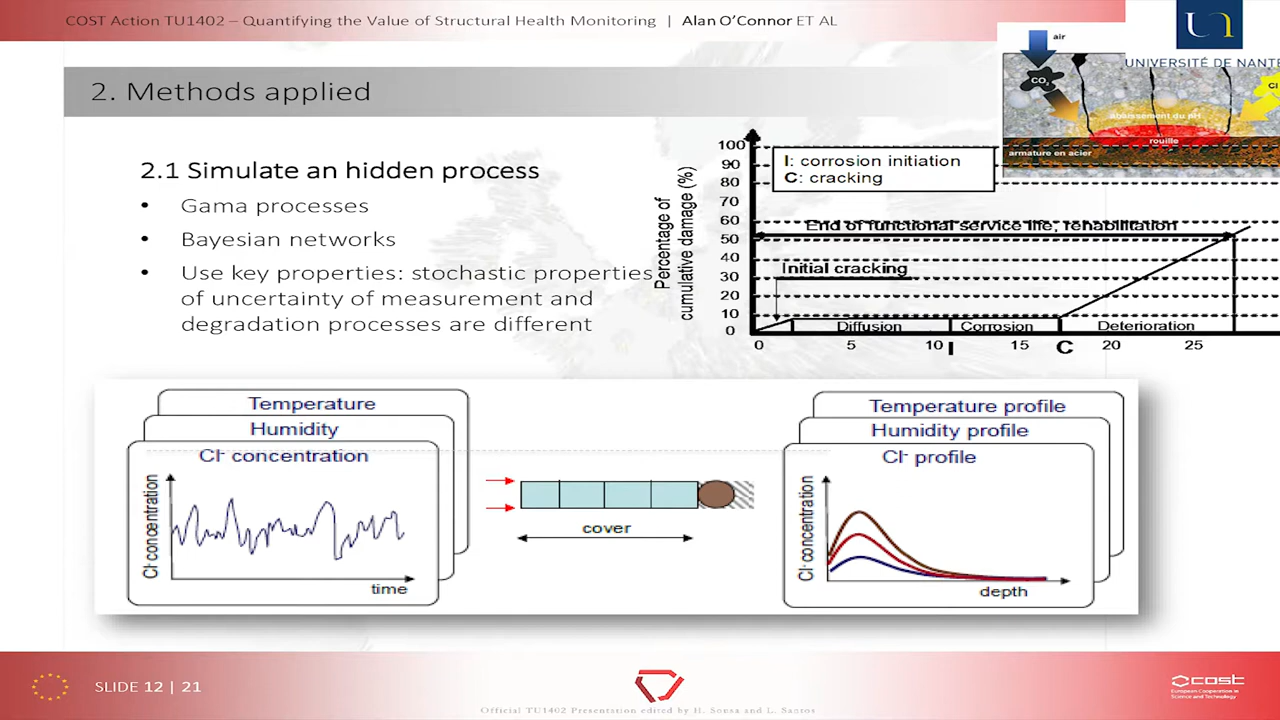 COST Action TU1402 – Quantifying the Value of Structural Health Monitoring | Alan O'Connor ET AL
UNIVERSITÉ DE NANTE
air
CO₂
Cl
abaissement du pH
rouille
armature en acier
2. Methods applied
2.1 Simulate an hidden process
• Gama processes
• Bayesian networks
• Use key properties: stochastic properties
of uncertainty of measurement and
degradation processes are different
Percentage of
cumulative damage (%)
100
90
80
70
60
50
40
30
20
10
0
I: corrosion initiation
C: cracking
End of functional service life, rehabilitation
Initial cracking
Diffusion
Corrosion
Deterioration
0 5 10 I 15 C 20 25
Temperature
Humidity
Cl- concentration
Cl- concentration
time
cover
Temperature profile
Humidity profile
Cl- profile
Cl- concentration
depth
SLIDE 12 | 21
cost
European Cooperation in
Science and Technology
Official TU1402 Presentation edited by H. Sousa and L. Santos